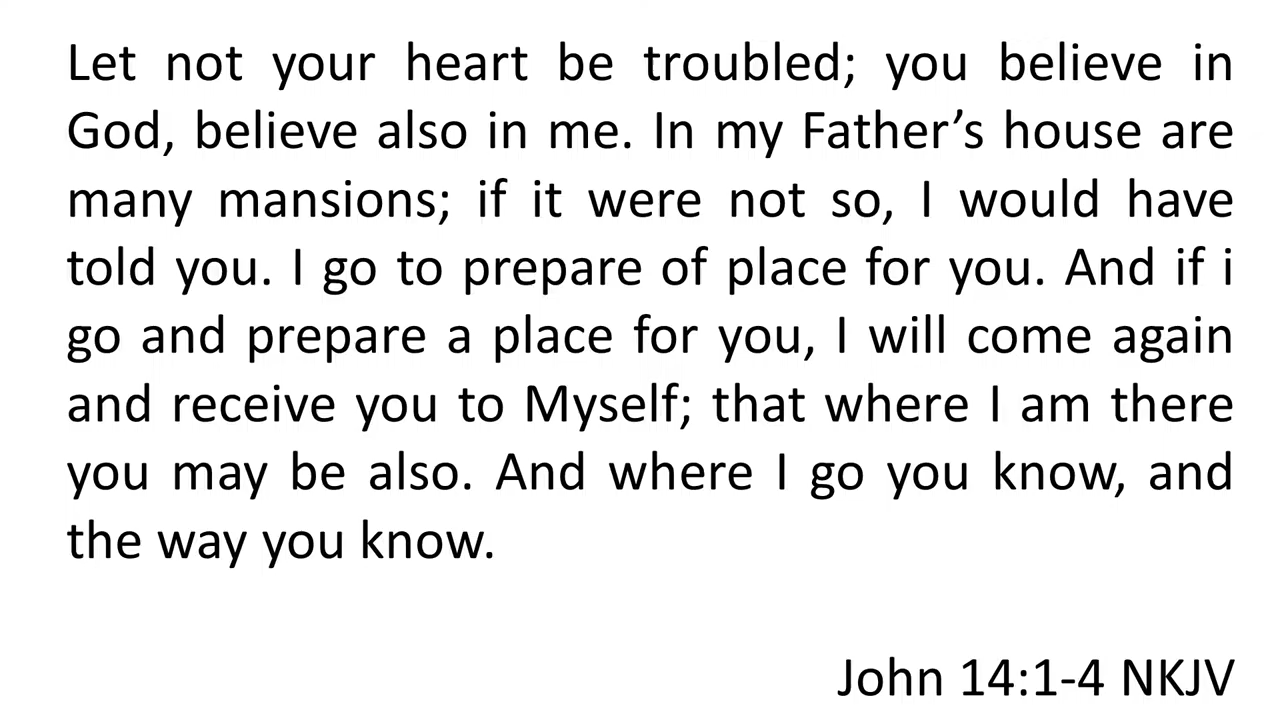 Let not your heart be troubled; you believe in
God, believe also in me. In my Father’s house are
many mansions; if it were not so, I would have
told you. I go to prepare of place for you. And if i
go and prepare a place for you, I will come again
and receive you to Myself; that where I am there
you may be also. And where I go you know, and
the way you know.
John 14:1-4 NKJV